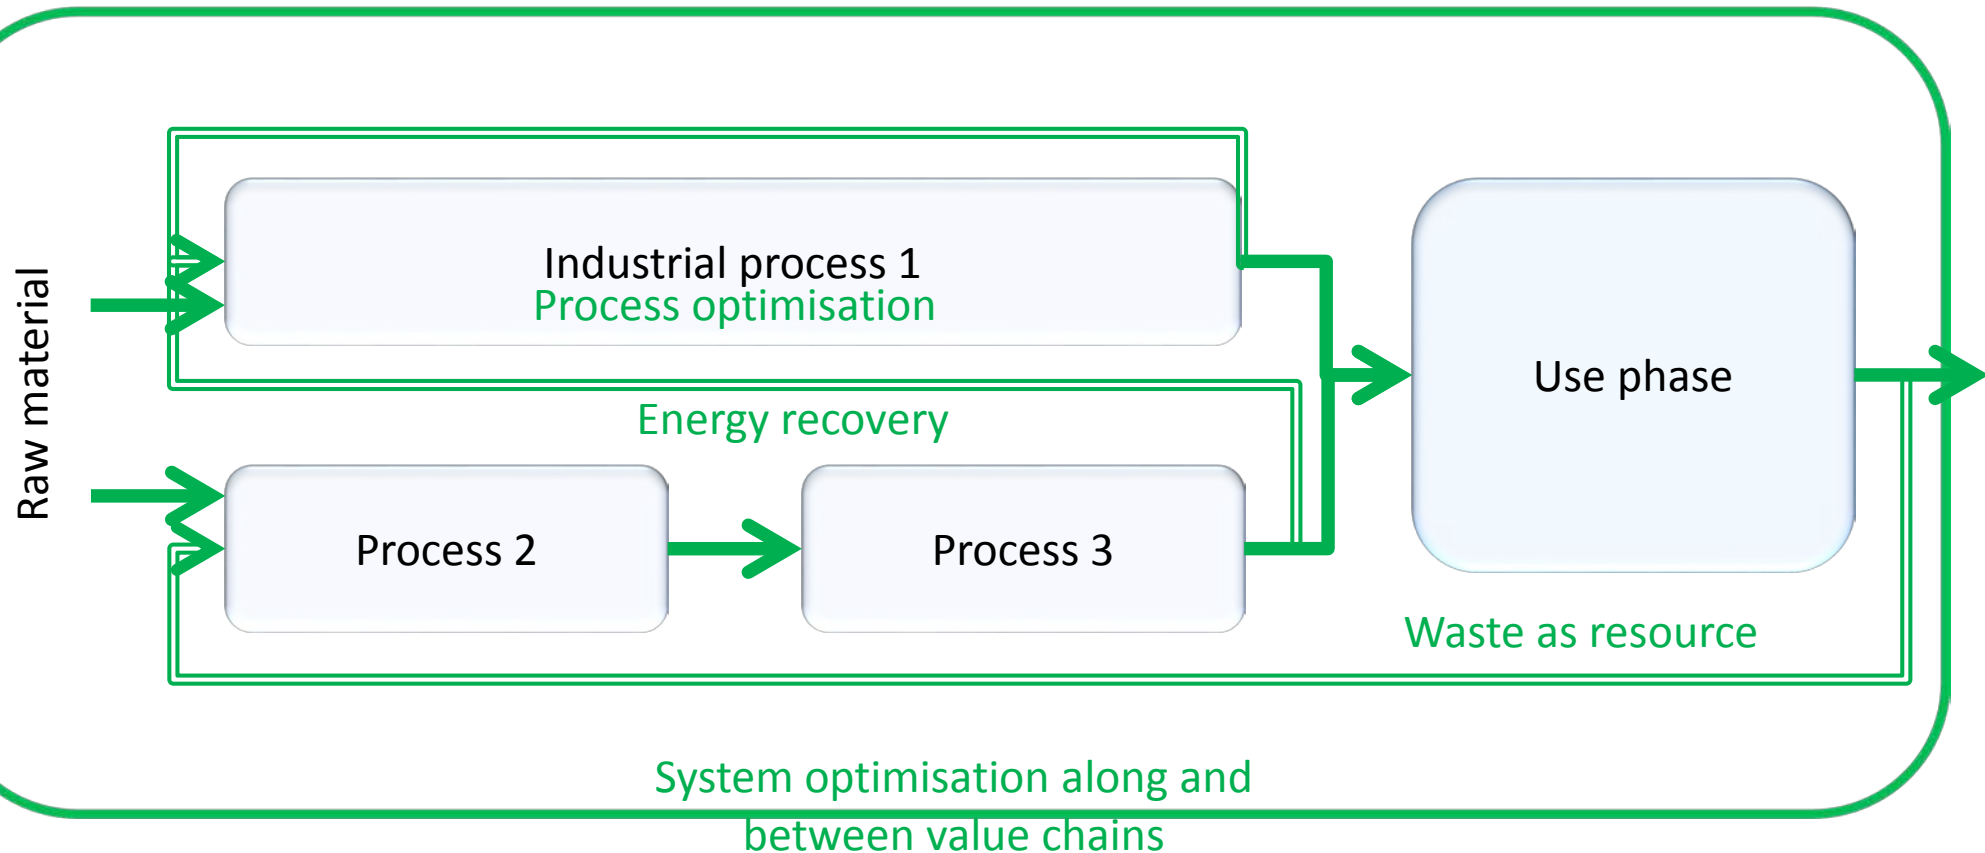 Raw material
Industrial process 1
Process optimisation
Use phase
Energy recovery
Process 2
Process 3
Waste as resource
System optimisation along and
between value chains